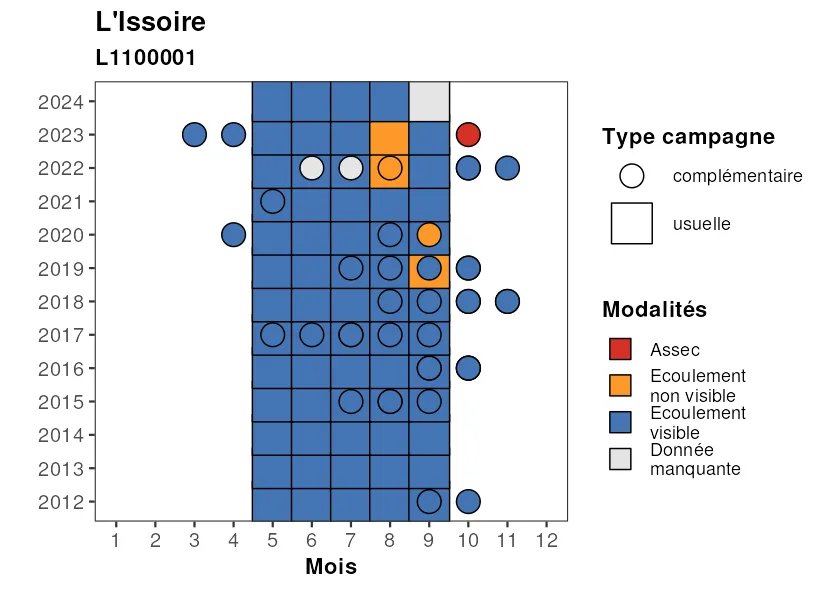 L'Issoire
L1100001
2024
2023
2022
2021
2020
2019
2018
2017
2016
2015
2014
2013
2012
1 2 3 4 5 6 7 8 9 10 11 12
Mois
Type campagne
complémentaire
usuelle
Modalités
Assec
Ecoulement
non visible
Ecoulement
visible
Donnée
manquante